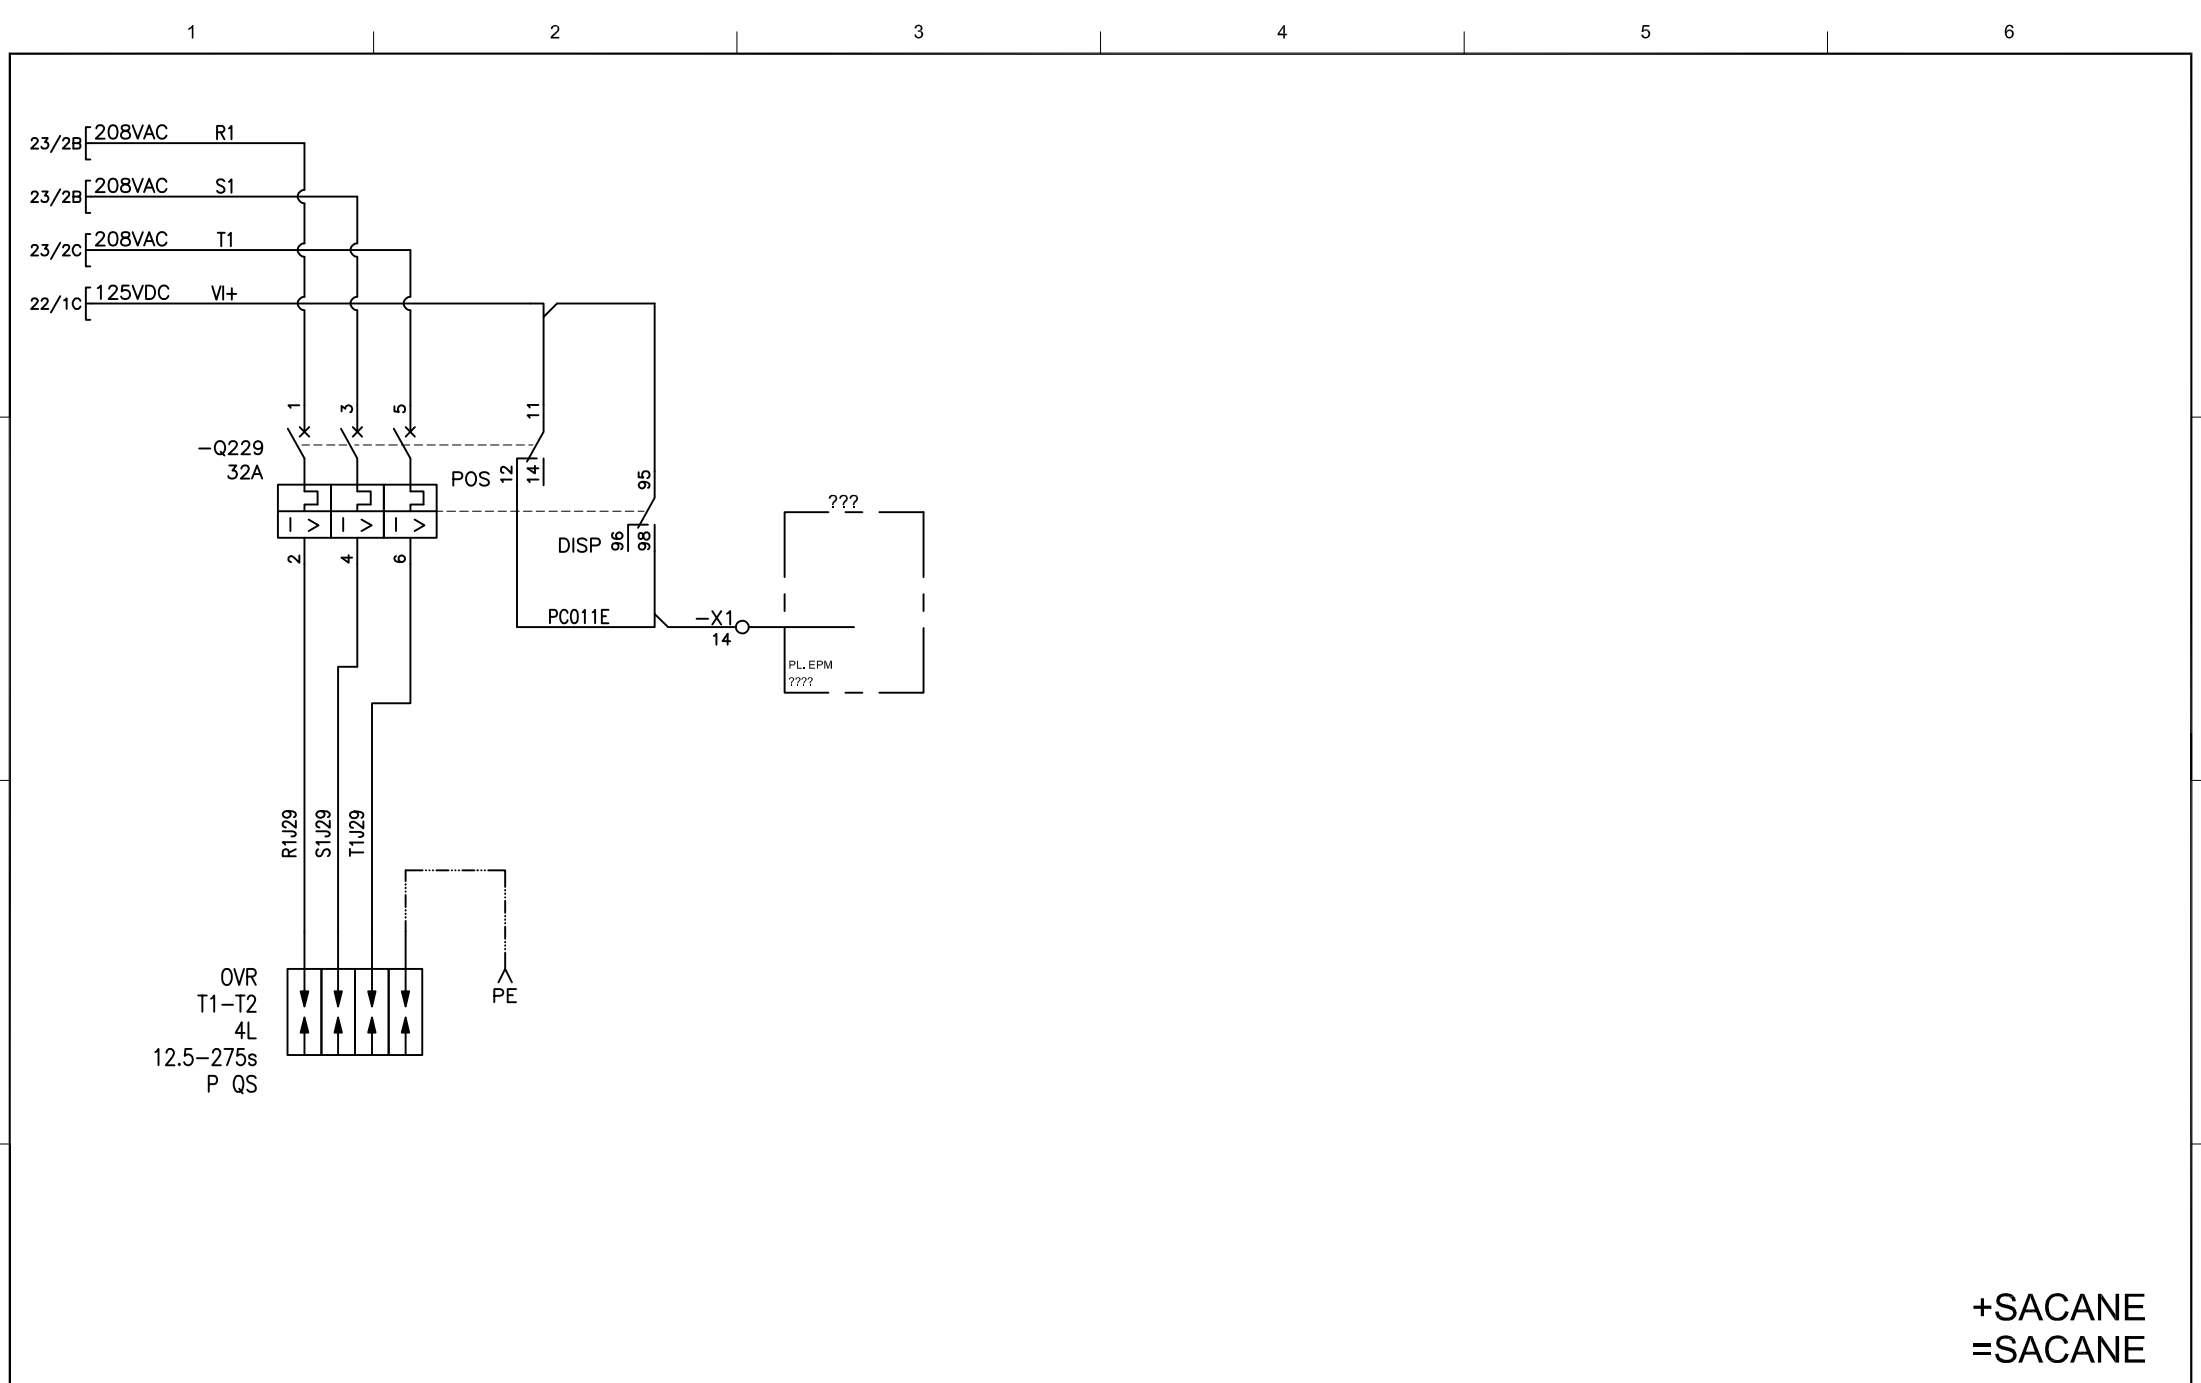 1 2 3 4 5 6
23/2B 208VAC R1
23/2B 208VAC S1
23/2C 208VAC T1
22/1C 125VDC VI+
1 3 5 11
-Q229
32A
POS 12 14 95
???
I > I > I >
DISP 96 98
2 4 6
PC011E -X1
14
PL. EPM
????
R1J29 S1J29 T1J29
OVR
T1-T2
4L
12.5-275s
P QS
PE
+SACANE
=SACANE